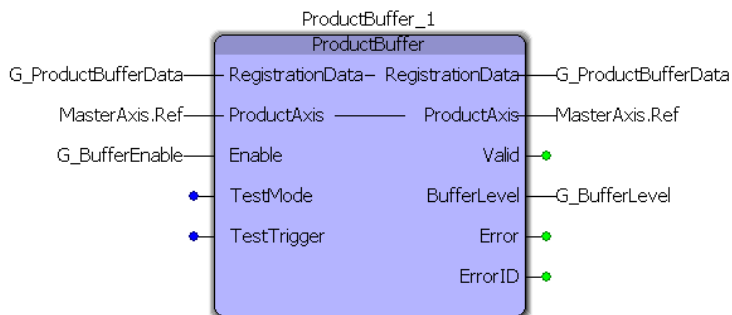 ProductBuffer_1
ProductBuffer
G_ProductBufferData RegistrationData RegistrationData G_ProductBufferData
MasterAxis.Ref ProductAxis ProductAxis MasterAxis.Ref
G_BufferEnable Enable Valid
TestMode BufferLevel G_BufferLevel
TestTrigger Error
ErrorID